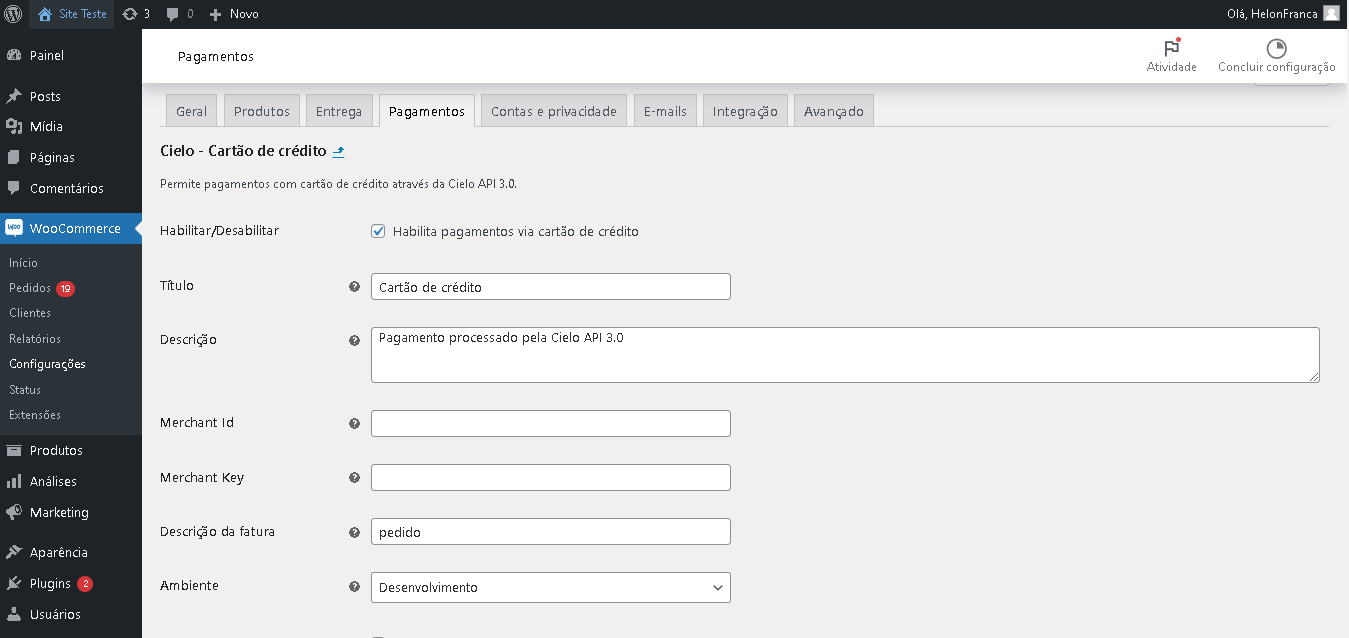 Site Teste 3 0 Novo Olá, HelonFranca
Painel
Posts
Mídia
Páginas
Comentários
WooCommerce
Início
Pedidos 19
Clientes
Relatórios
Configurações
Status
Extensões
Produtos
Análises
Marketing
Aparência
Plugins 2
Usuários
Pagamentos
Atividade
Concluir configuração
Geral Produtos Entrega Pagamentos Contas e privacidade E-mails Integração Avançado
Cielo - Cartão de crédito
Permite pagamentos com cartão de crédito através da Cielo API 3.0.
Habilitar/Desabilitar Habilita pagamentos via cartão de crédito
Título Cartão de crédito
Descrição Pagamento processado pela Cielo API 3.0
Merchant Id
Merchant Key
Descrição da fatura pedido
Ambiente Desenvolvimento